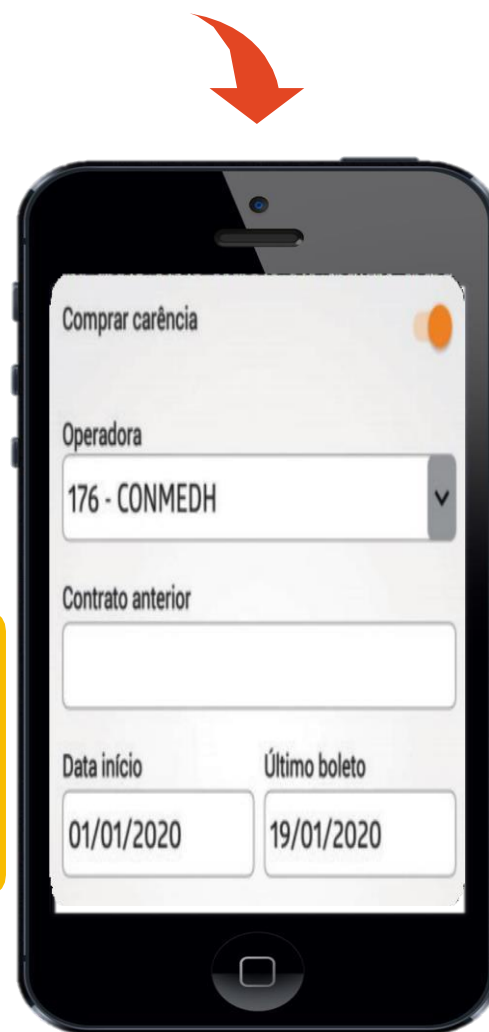 Comprar carência
Operadora
176 - CONMEDH
Contrato anterior
Data início Último boleto
01/01/2020 19/01/2020